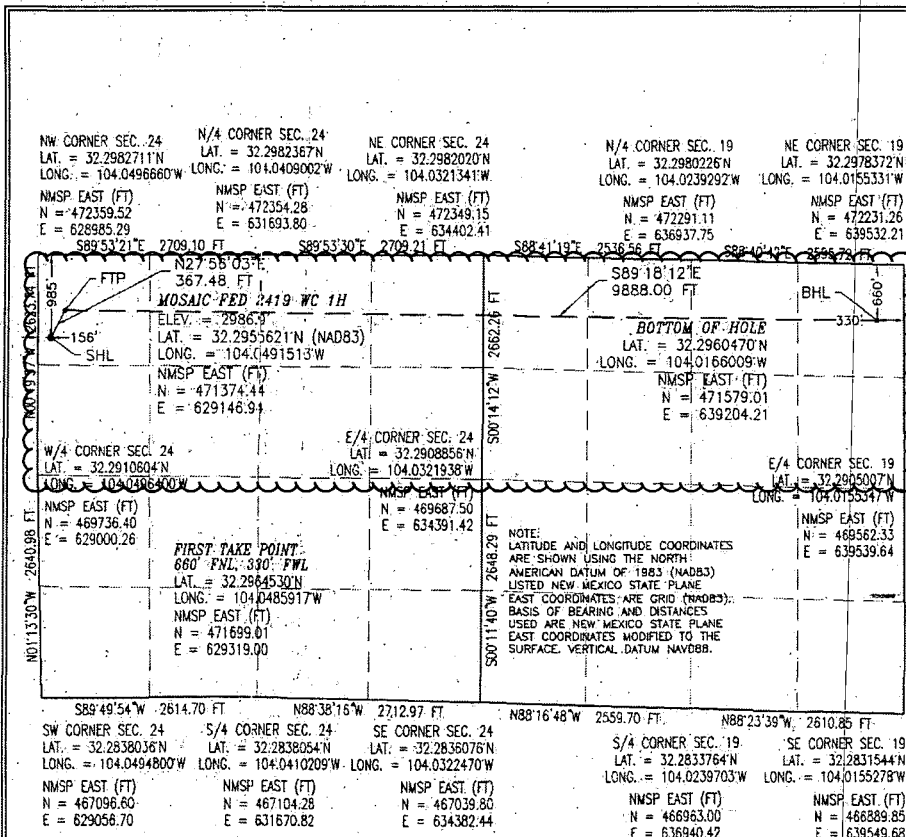 NW CORNER SEC. 24
LAT. = 32.2982711°N
LONG. = 104.0496660°W
NMSP EAST (FT)
N = 472359.52
E = 628985.29
N/4 CORNER SEC. 24
LAT. = 32.2982367°N
LONG. = 104.0409002°W
NMSP EAST (FT)
N = 472354.28
E = 631693.80
NE CORNER SEC. 24
LAT. = 32.2982020°N
LONG. = 104.0321341°W
NMSP EAST (FT)
N = 472349.15
E = 634402.41
N/4 CORNER SEC. 19
LAT. = 32.2980226°N
LONG. = 104.0239292°W
NMSP EAST (FT)
N = 472291.11
E = 636937.75
NE CORNER SEC. 19
LAT. = 32.2978372°N
LONG. = 104.0155331°W
NMSP EAST (FT)
N = 472231.26
E = 639532.21
S89°53'21"E 2709.10 FT
S89°53'30"E 2709.21 FT
S88°41'19"E 2536.56 FT
985'
FTP
N27°56'03"E
367.48 FT
156'
SHL
MOSAIC FED 2419 WC 1H
ELEV. = 2986.9'
LAT. = 32.2955621°N (NAD83)
LONG. = 104.0491513°W
NMSP EAST (FT)
N = 471374.44
E = 629146.94
S00°14'12"W 2662.26 FT
S89°18'12"E
9888.00 FT
BHL
660'
330'
BOTTOM OF HOLE
LAT. = 32.2960470°N
LONG. = 104.0166009°W
NMSP EAST (FT)
N = 471579.01
E = 639204.21
W/4 CORNER SEC. 24
LAT. = 32.2910604°N
LONG. = 104.0496400°W
NMSP EAST (FT)
N = 469736.40
E = 629000.26
E/4 CORNER SEC. 24
LAT. = 32.2908856°N
LONG. = 104.0321938°W
NMSP EAST (FT)
N = 469687.50
E = 634391.42
E/4 CORNER SEC. 19
LAT. = 32.2905007°N
LONG. = 104.0155347°W
NMSP EAST (FT)
N = 469562.33
E = 639539.64
N01°13'30"W 2640.98 FT
FIRST TAKE POINT
660' FNL, 330' FWL
LAT. = 32.2964530°N
LONG. = 104.0485917°W
NMSP EAST (FT)
N = 471699.01
E = 629319.00
S00°11'40"W 2648.29 FT
NOTE:
LATITUDE AND LONGITUDE COORDINATES
ARE SHOWN USING THE NORTH
AMERICAN DATUM OF 1983 (NAD83)
LISTED NEW MEXICO STATE PLANE
EAST COORDINATES ARE GRID (NAD83).
BASIS OF BEARING AND DISTANCES
USED ARE NEW MEXICO STATE PLANE
EAST COORDINATES MODIFIED TO THE
SURFACE. VERTICAL DATUM NAVD88.
S89°49'54"W 2614.70 FT
N88°38'16"W 2712.97 FT
N88°16'48"W 2559.70 FT
N88°23'39"W 2610.85 FT
SW CORNER SEC. 24
LAT. = 32.2838036°N
LONG. = 104.0494800°W
NMSP EAST (FT)
N = 467096.60
E = 629056.70
S/4 CORNER SEC. 24
LAT. = 32.2838054°N
LONG. = 104.0410209°W
NMSP EAST (FT)
N = 467104.28
E = 631670.82
SE CORNER SEC. 24
LAT. = 32.2836076°N
LONG. = 104.0322470°W
NMSP EAST (FT)
N = 467039.80
E = 634382.44
S/4 CORNER SEC. 19
LAT. = 32.2833764°N
LONG. = 104.0239703°W
NMSP EAST (FT)
N = 466963.00
E = 636940.42
SE CORNER SEC. 19
LAT. = 32.2831544°N
LONG. = 104.0155278°W
NMSP EAST (FT)
N = 466889.85
E = 639549.68